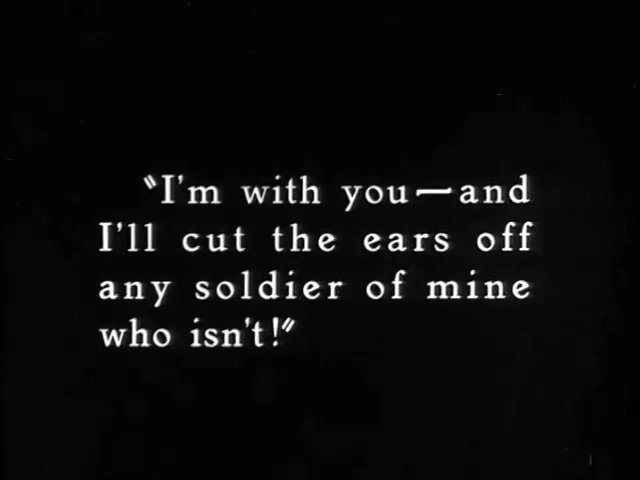 "I'm with you—and
I'll cut the ears off
any soldier of mine
who isn't!"